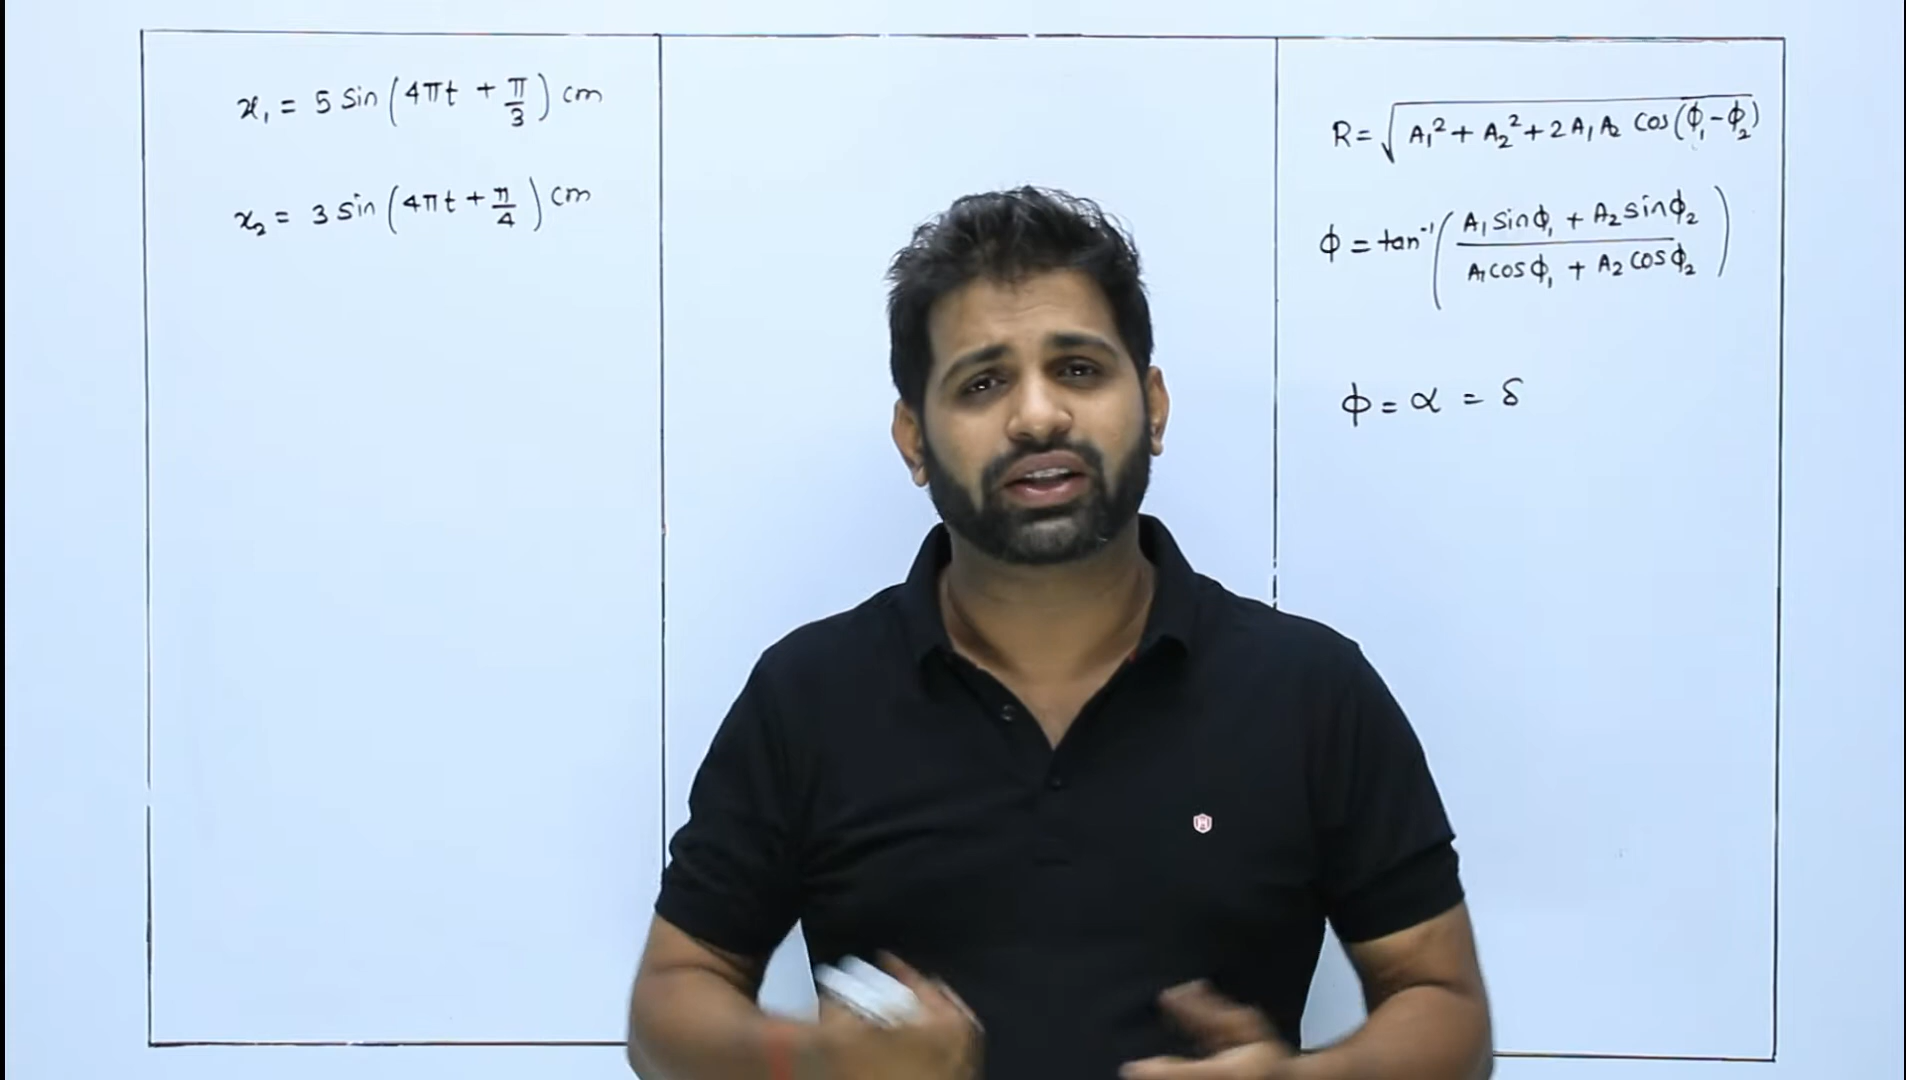 x₁ = 5 sin (4πt + π/3) cm
x₂ = 3 sin (4πt + π/4) cm
R = √(A₁² + A₂² + 2A₁A₂ cos(ϕ₁ - ϕ₂))
ϕ = tan⁻¹ ((A₁ sinϕ₁ + A₂ sinϕ₂) / (A₁ cosϕ₁ + A₂ cosϕ₂))
ϕ = α = δ